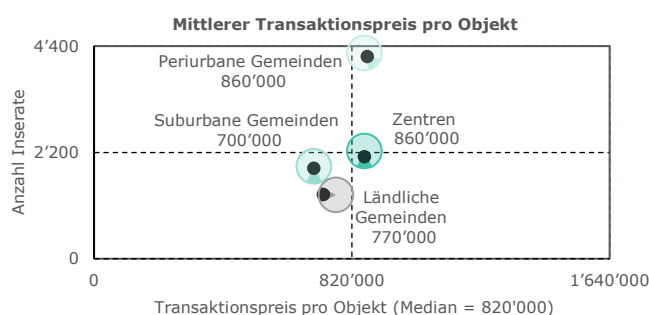 Mittlerer Transaktionspreis pro Objekt
4’400
Periurbane Gemeinden
860’000
Suburbane Gemeinden
700’000
Zentren
860’000
Anzahl Inserate
2’200
Ländliche
Gemeinden
770’000
0
0
820’000
1’640’000
Transaktionspreis pro Objekt (Median = 820'000)